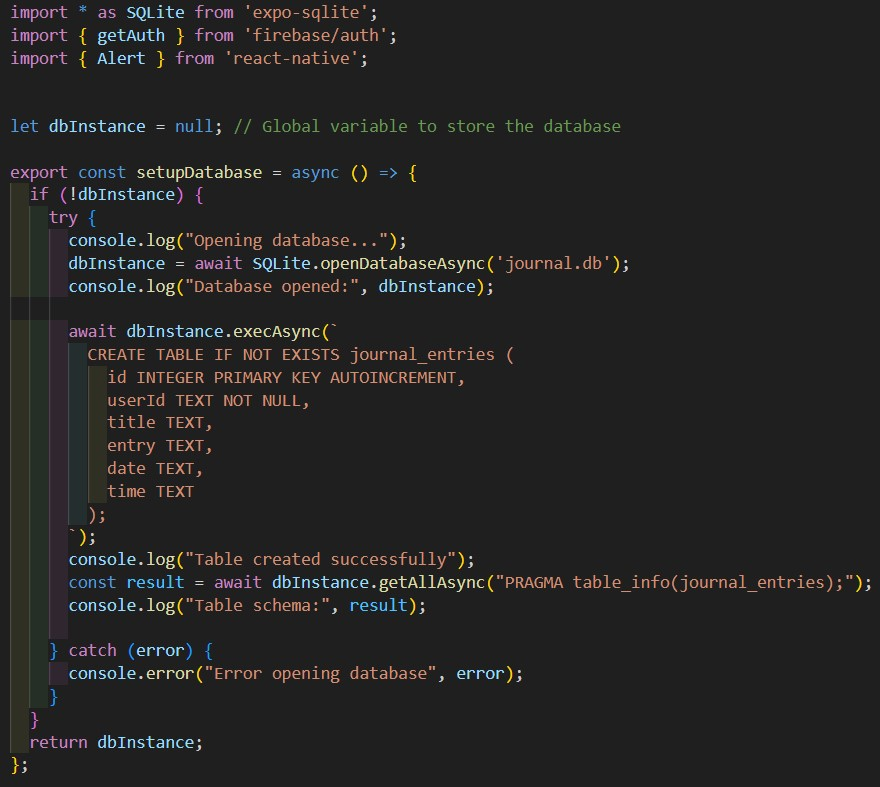 import * as SQLite from 'expo-sqlite';
import { getAuth } from 'firebase/auth';
import { Alert } from 'react-native';
let dbInstance = null; // Global variable to store the database
export const setupDatabase = async () => {
if (!dbInstance) {
try {
console.log("Opening database...");
dbInstance = await SQLite.openDatabaseAsync('journal.db');
console.log("Database opened:", dbInstance);
await dbInstance.execAsync(`
CREATE TABLE IF NOT EXISTS journal_entries (
id INTEGER PRIMARY KEY AUTOINCREMENT,
userId TEXT NOT NULL,
title TEXT,
entry TEXT,
date TEXT,
time TEXT
);
`);
console.log("Table created successfully");
const result = await dbInstance.getAllAsync("PRAGMA table_info(journal_entries);");
console.log("Table schema:", result);
} catch (error) {
console.error("Error opening database", error);
}
}
return dbInstance;
};